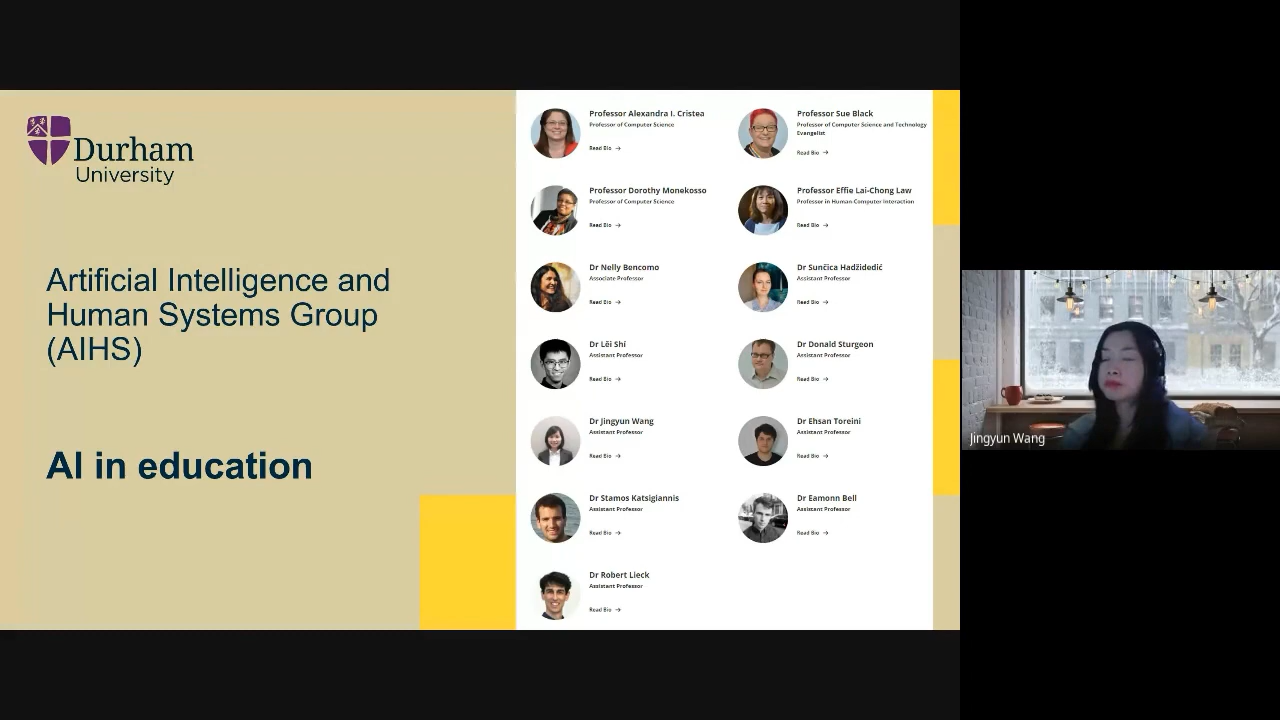 Durham
University
Artificial Intelligence and
Human Systems Group
(AIHS)
AI in education
Professor Alexandra I. Cristea
Professor of Computer Science
Read Bio →
Professor Sue Black
Professor of Computer Science and Technology
Evangelist
Read Bio →
Professor Dorothy Monekosso
Professor of Computer Science
Read Bio →
Professor Effie Lai-Chong Law
Professor in Human Computer Interaction
Read Bio →
Dr Nelly Bencomo
Associate Professor
Read Bio →
Dr Sunčica Hadžidedić
Assistant Professor
Read Bio →
Dr Lěi Shí
Assistant Professor
Read Bio →
Dr Donald Sturgeon
Assistant Professor
Read Bio →
Dr Jingyun Wang
Assistant Professor
Read Bio →
Dr Ehsan Toreini
Assistant Professor
Read Bio →
Dr Stamos Katsigiannis
Assistant Professor
Read Bio →
Dr Eamonn Bell
Assistant Professor
Read Bio →
Dr Robert Lieck
Assistant Professor
Read Bio →
Jingyun Wang